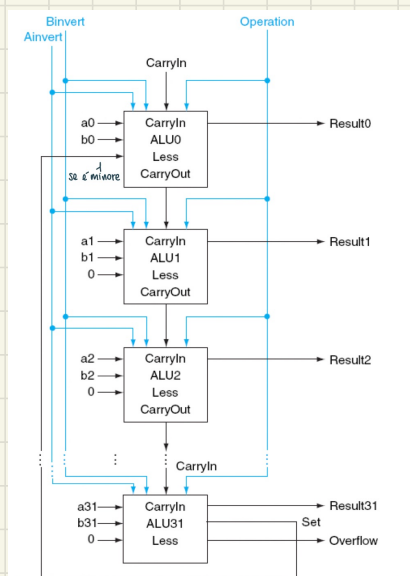 Binvert
Operation
Ainvert
CarryIn
a0
CarryIn
Result0
b0
ALU0
Less
se è minore
CarryOut
a1
CarryIn
Result1
b1
ALU1
0
Less
CarryOut
a2
CarryIn
Result2
b2
ALU2
0
Less
CarryOut
CarryIn
a31
CarryIn
Result31
b31
ALU31
Set
0
Less
Overflow